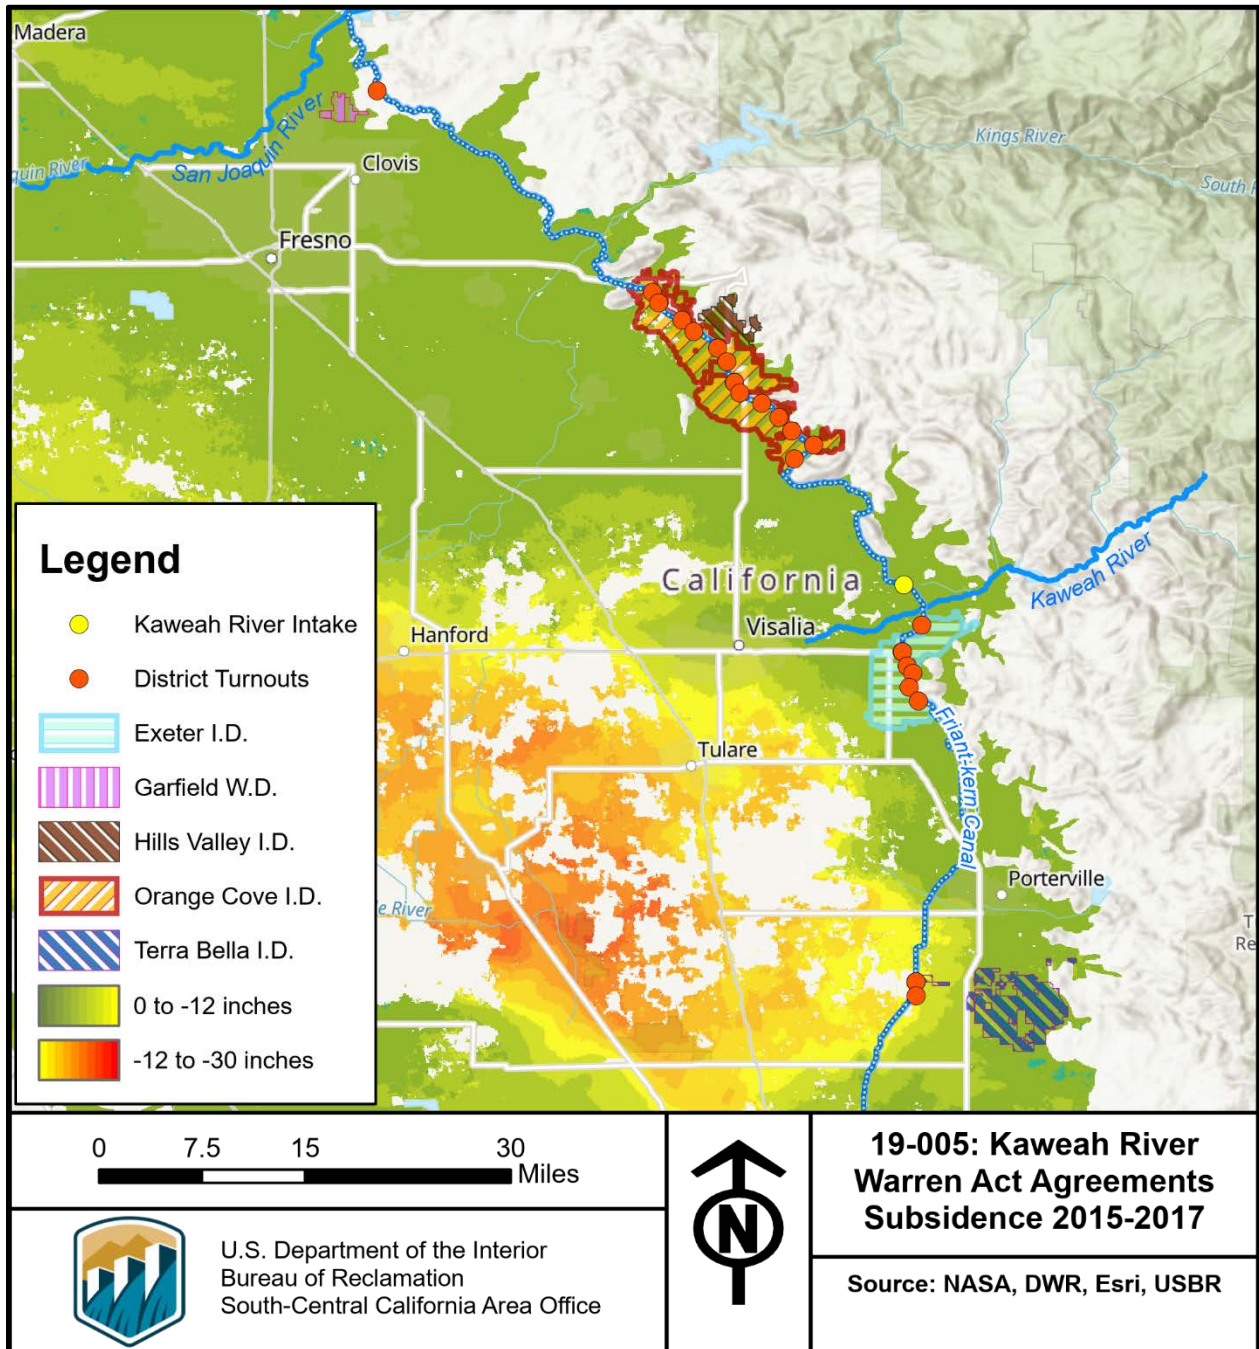 Madera
San Joaquin River
quin River
Clovis
Fresno
Kings River
South
California
Kaweah River
Hanford
Visalia
Tulare
Friant-kern Canal
Porterville
e River
T
Re
Legend
Kaweah River Intake
District Turnouts
Exeter I.D.
Garfield W.D.
Hills Valley I.D.
Orange Cove I.D.
Terra Bella I.D.
0 to -12 inches
-12 to -30 inches
0 7.5 15 30
Miles
N
19-005: Kaweah River
Warren Act Agreements
Subsidence 2015-2017
U.S. Department of the Interior
Bureau of Reclamation
South-Central California Area Office
Source: NASA, DWR, Esri, USBR